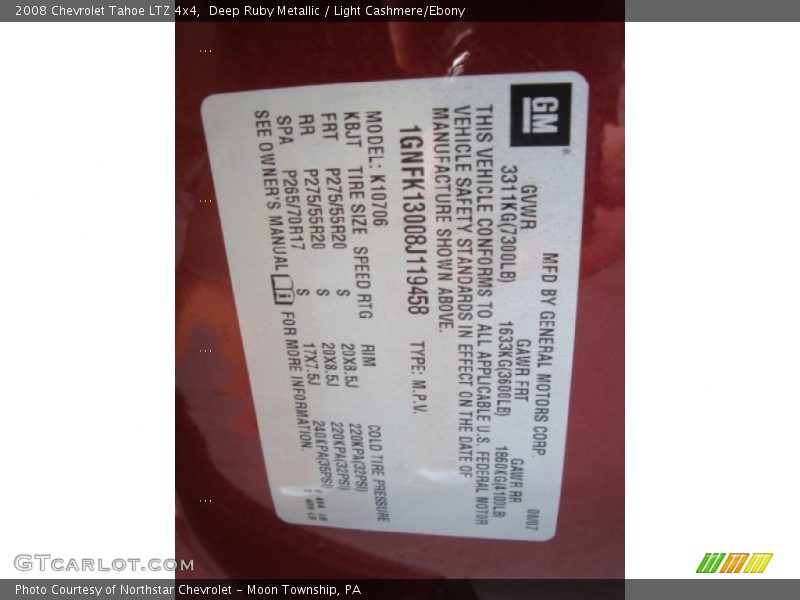 2008 Chevrolet Tahoe LTZ 4x4,  Deep Ruby Metallic / Light Cashmere/Ebony
GM
MFD BY GENERAL MOTORS CORP.
08/07
GVWR GAWR FRT GAWR RR
3311KG(7300LB) 1633KG(3600LB) 1860KG(4100LB
THIS VEHICLE CONFORMS TO ALL APPLICABLE U.S. FEDERAL MOTOR
VEHICLE SAFETY STANDARDS IN EFFECT ON THE DATE OF
MANUFACTURE SHOWN ABOVE.
1GNFK13008J119458 TYPE: M.P.V.
MODEL: K10706
KBJT TIRE SIZE SPEED RTG RIM COLD TIRE PRESSURE
FRT P275/55R20 S 20X8.5J 220KPA(32PSI)
RR P275/55R20 S 20X8.5J 220KPA(32PSI)
SPA P265/70R17 S 17X7.5J 240KPA(35PSI)
SEE OWNER'S MANUAL i FOR MORE INFORMATION.
GTcarlot.com
Photo Courtesy of Northstar Chevrolet - Moon Township, PA